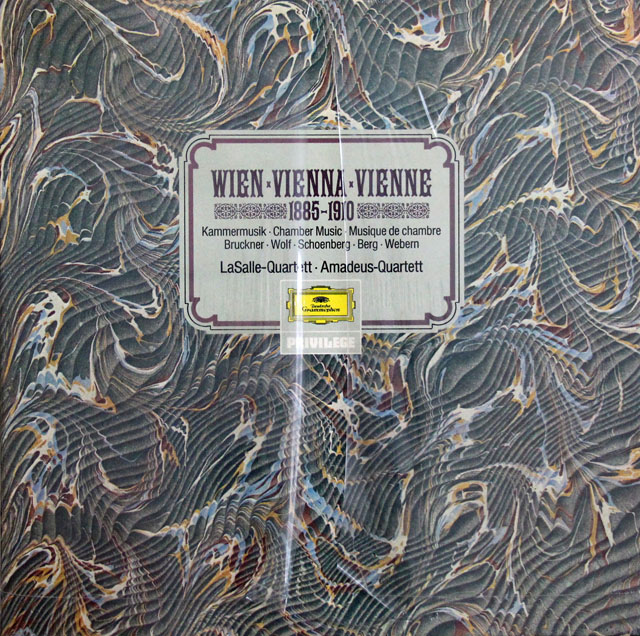 WIEN · VIENNA · VIENNE
1885-1910
Kammermusik · Chamber Music · Musique de chambre
Bruckner · Wolf · Schoenberg · Berg · Webern
LaSalle-Quartett · Amadeus-Quartett
Deutsche
Grammophon
PRIVILEGE